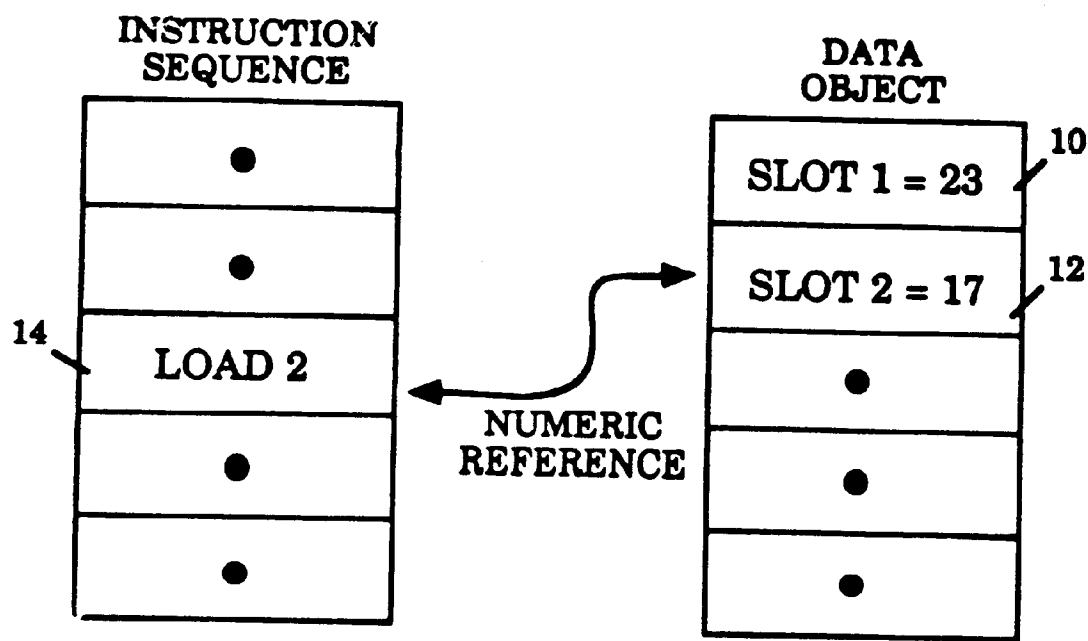 INSTRUCTION
SEQUENCE
DATA
OBJECT
10
SLOT 1 = 23
12
SLOT 2 = 17
14
LOAD 2
NUMERIC
REFERENCE